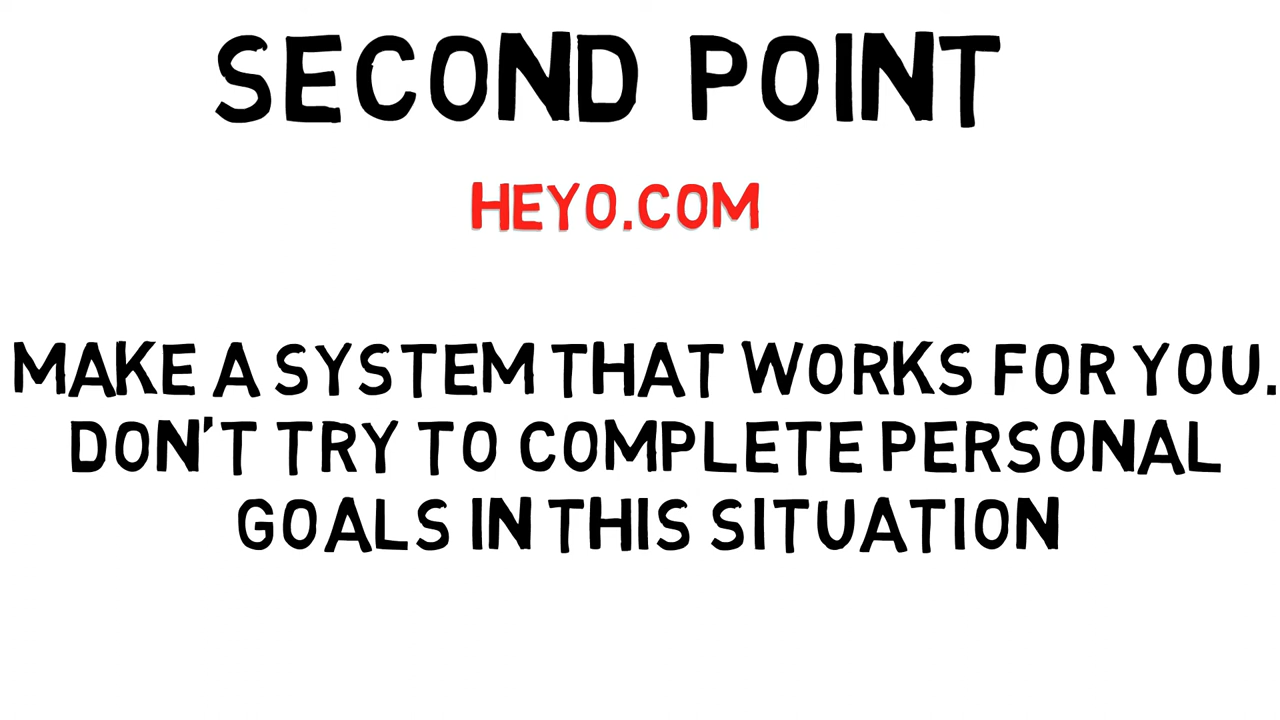 SECOND POINT
HEYO.COM
MAKE A SYSTEM THAT WORKS FOR YOU.
DON'T TRY TO COMPLETE PERSONAL
GOALS IN THIS SITUATION